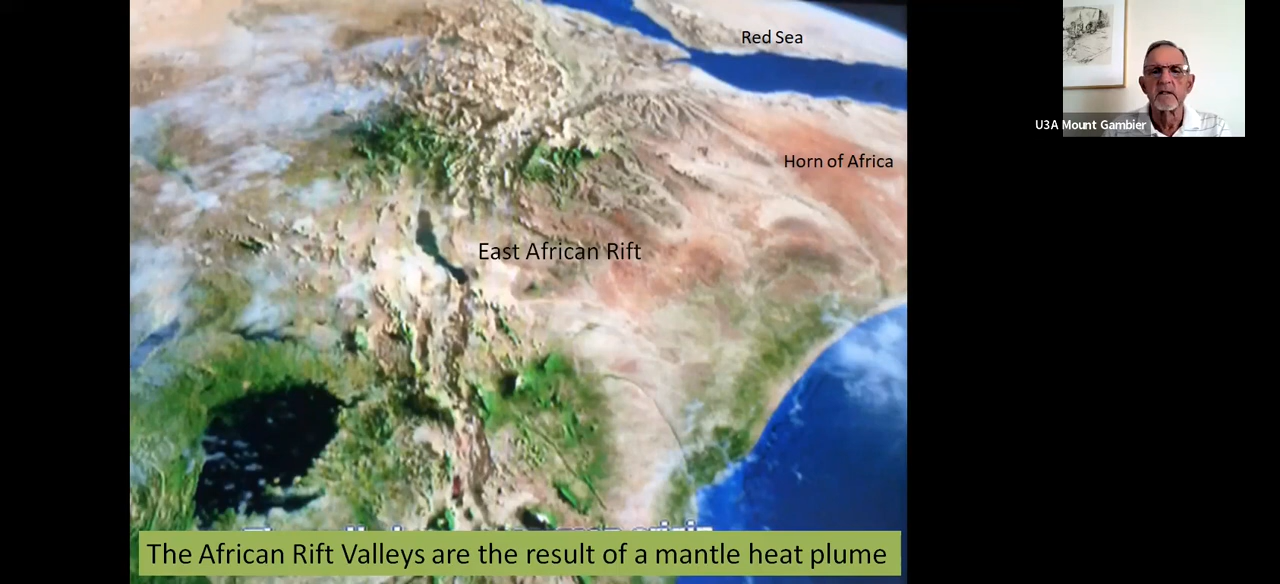 Red Sea
U3A Mount Gambier
Horn of Africa
East African Rift
The African Rift Valleys are the result of a mantle heat plume